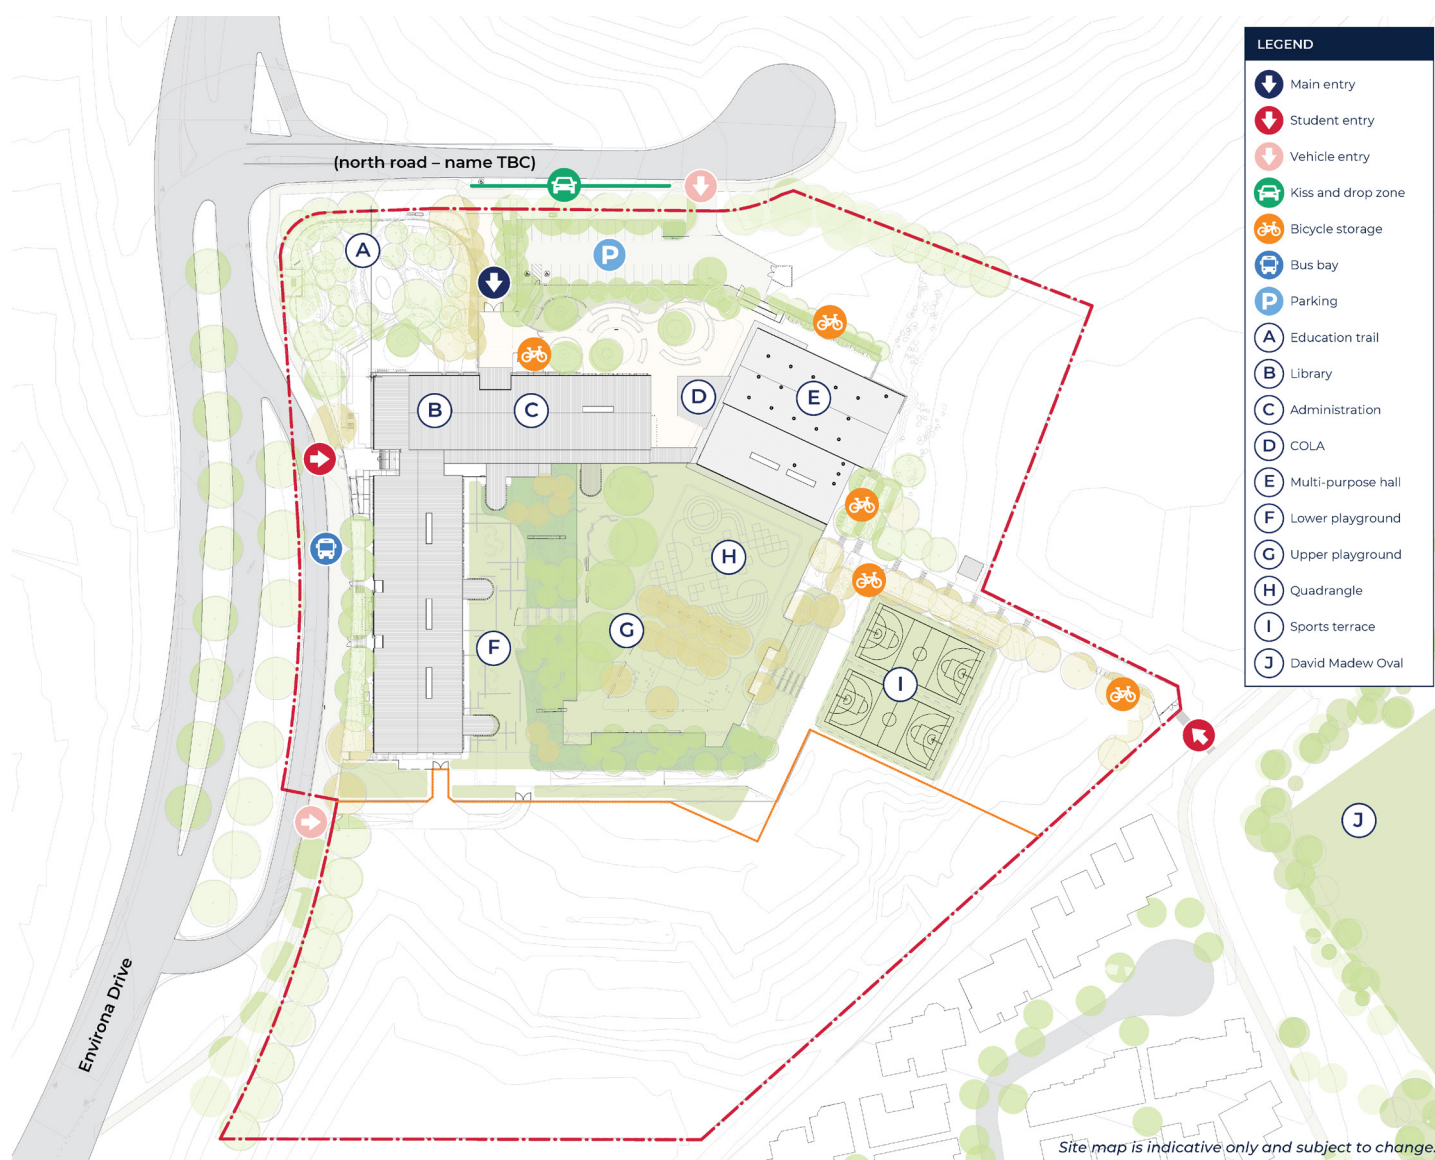 LEGEND
Main entry
Student entry
Vehicle entry
Kiss and drop zone
Bicycle storage
Bus bay
P Parking
A Education trail
B Library
C Administration
D COLA
E Multi-purpose hall
F Lower playground
G Upper playground
H Quadrangle
I Sports terrace
J David Madew Oval
(north road – name TBC)
A
P
B
C
D
E
H
G
F
I
J
Environa Drive
Site map is indicative only and subject to change.